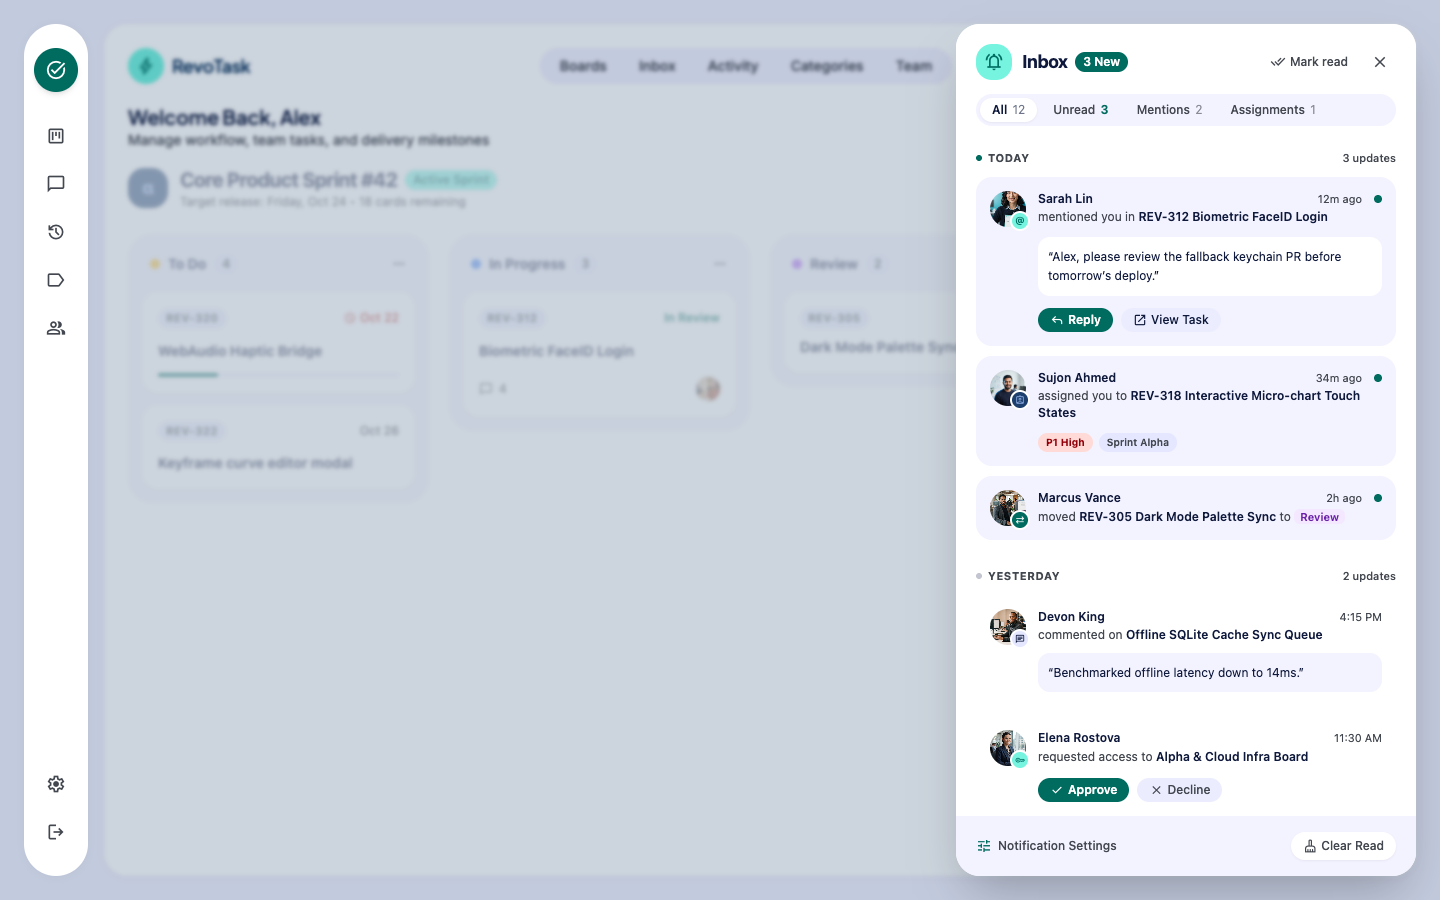 RevoTask
Boards
Inbox
Activity
Categories
Team
Welcome Back, Alex
Manage workflow, team tasks, and delivery milestones
Core Product Sprint #42
Active Sprint
Target release: Friday, Oct 24 • 18 cards remaining
To Do 4
In Progress 3
Review 2
REV-320
Oct 22
WebAudio Haptic Bridge
REV-322
Oct 26
Keyframe curve editor modal
REV-312
In Review
Biometric FaceID Login
4
REV-305
Dark Mode Palette Sync
Inbox
3 New
Mark read
All 12
Unread 3
Mentions 2
Assignments 1
TODAY
3 updates
Sarah Lin
12m ago
mentioned you in REV-312 Biometric FaceID Login
“Alex, please review the fallback keychain PR before
tomorrow’s deploy.”
Reply
View Task
Sujon Ahmed
34m ago
assigned you to REV-318 Interactive Micro-chart Touch
States
P1 High
Sprint Alpha
Marcus Vance
2h ago
moved REV-305 Dark Mode Palette Sync to Review
YESTERDAY
2 updates
Devon King
4:15 PM
commented on Offline SQLite Cache Sync Queue
“Benchmarked offline latency down to 14ms.”
Elena Rostova
11:30 AM
requested access to Alpha & Cloud Infra Board
Approve
Decline
Notification Settings
Clear Read